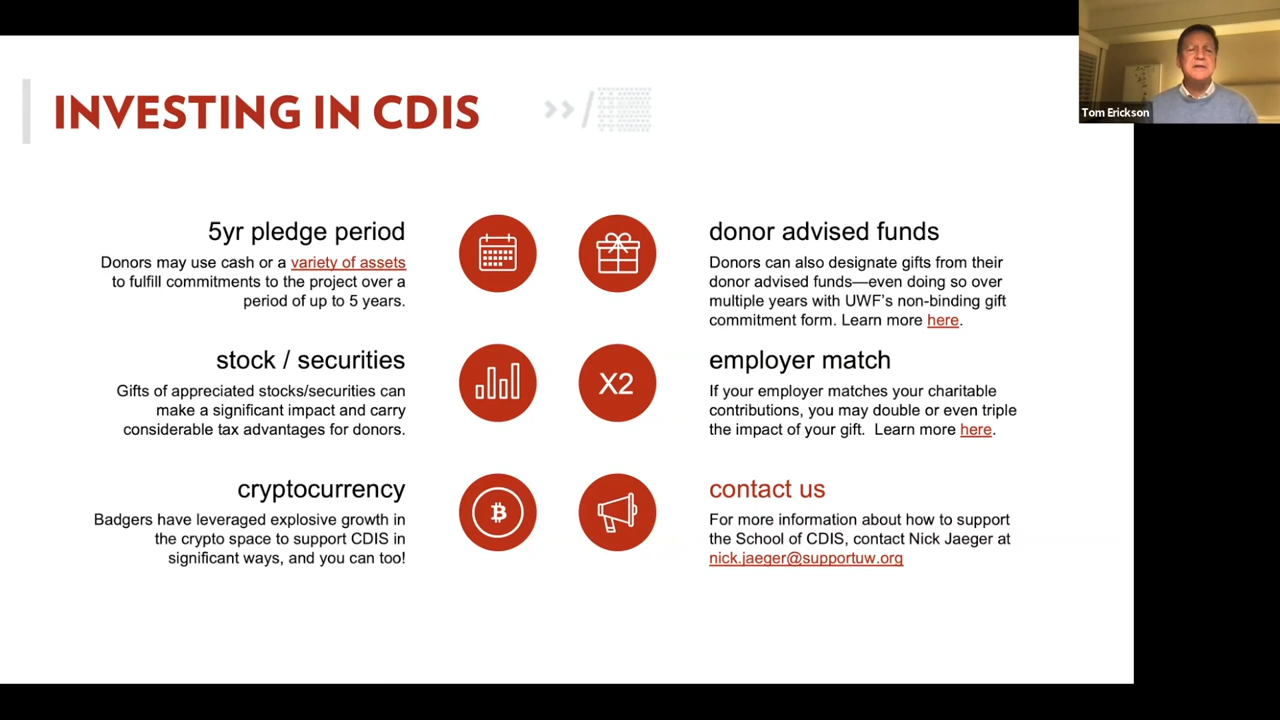 INVESTING IN CDIS
Tom Erickson
5yr pledge period
Donors may use cash or a variety of assets
to fulfill commitments to the project over a
period of up to 5 years.
stock / securities
Gifts of appreciated stocks/securities can
make a significant impact and carry
considerable tax advantages for donors.
cryptocurrency
Badgers have leveraged explosive growth in
the crypto space to support CDIS in
significant ways, and you can too!
X2
donor advised funds
Donors can also designate gifts from their
donor advised funds—even doing so over
multiple years with UWF's non-binding gift
commitment form. Learn more here.
employer match
If your employer matches your charitable
contributions, you may double or even triple
the impact of your gift.  Learn more here.
contact us
For more information about how to support
the School of CDIS, contact Nick Jaeger at
nick.jaeger@supportuw.org